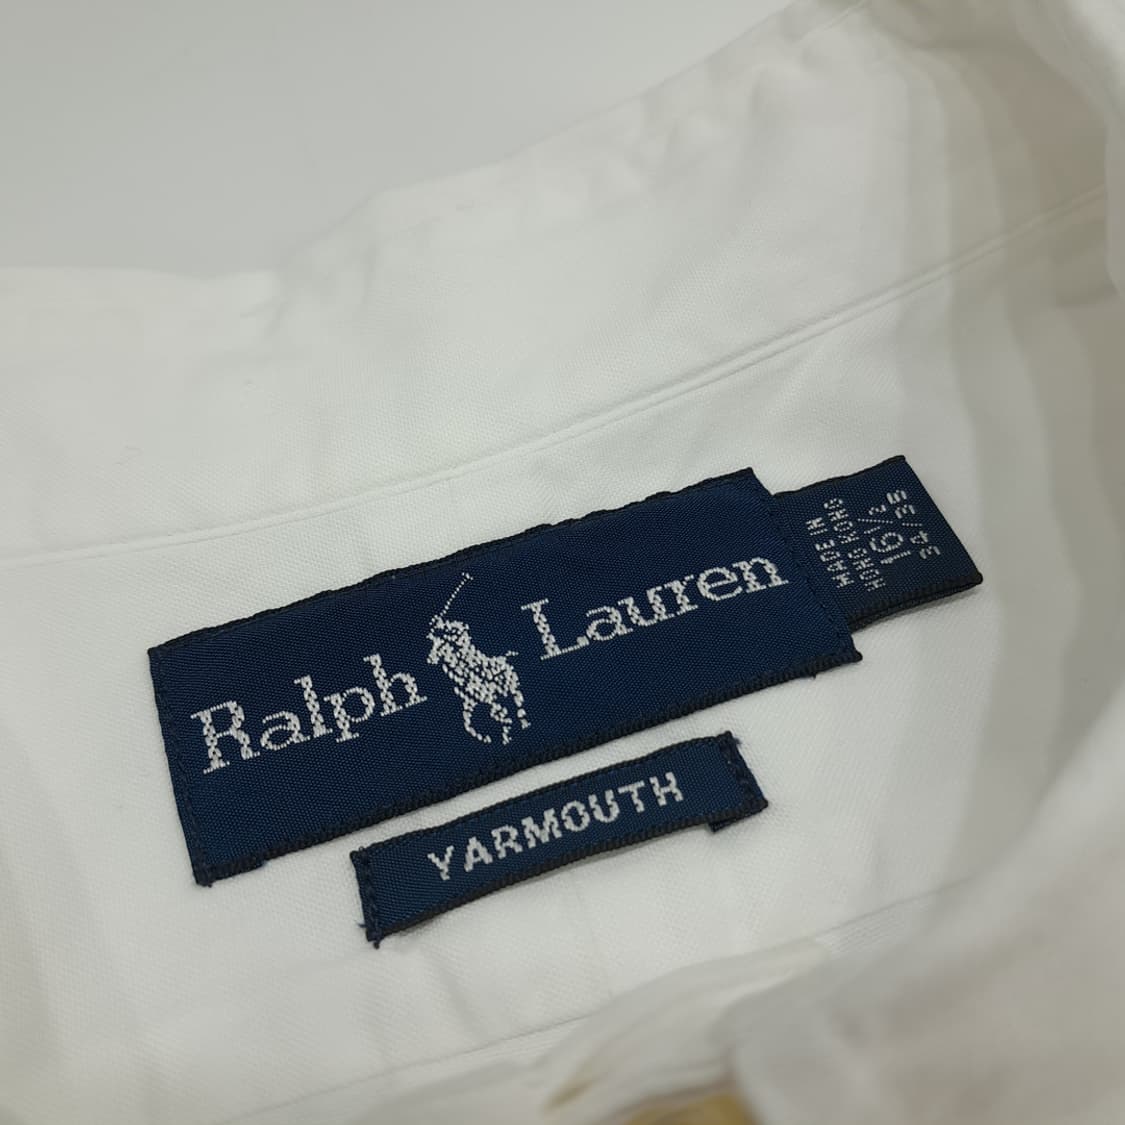 Ralph Lauren
YARMOUTH
MADE IN
HONG KONG
16 1/2
34/35